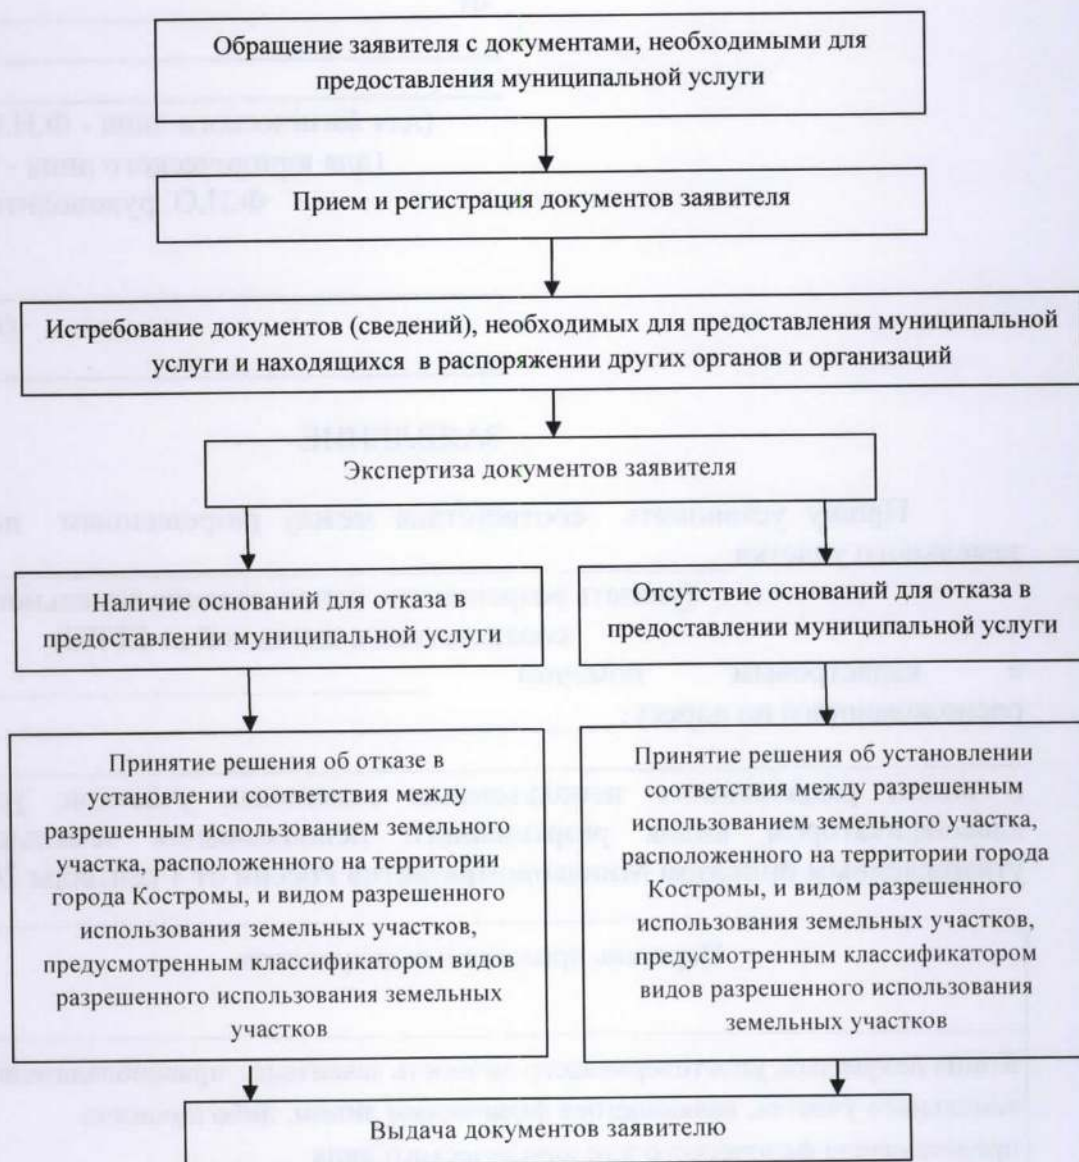 Обращение заявителя с документами, необходимыми для
предоставления муниципальной услуги
Прием и регистрация документов заявителя
Истребование документов (сведений), необходимых для предоставления муниципальной
услуги и находящихся в распоряжении других органов и организаций
Экспертиза документов заявителя
Наличие оснований для отказа в
предоставлении муниципальной услуги
Отсутствие оснований для отказа в
предоставлении муниципальной услуги
Принятие решения об отказе в
установлении соответствия между
разрешенным использованием земельного
участка, расположенного на территории
города Костромы, и видом разрешенного
использования земельных участков,
предусмотренным классификатором видов
разрешенного использования земельных
участков
Принятие решения об установлении
соответствия между разрешенным
использованием земельного участка,
расположенного на территории города
Костромы, и видом разрешенного
использования земельных участков,
предусмотренным классификатором
видов разрешенного использования
земельных участков
Выдача документов заявителю